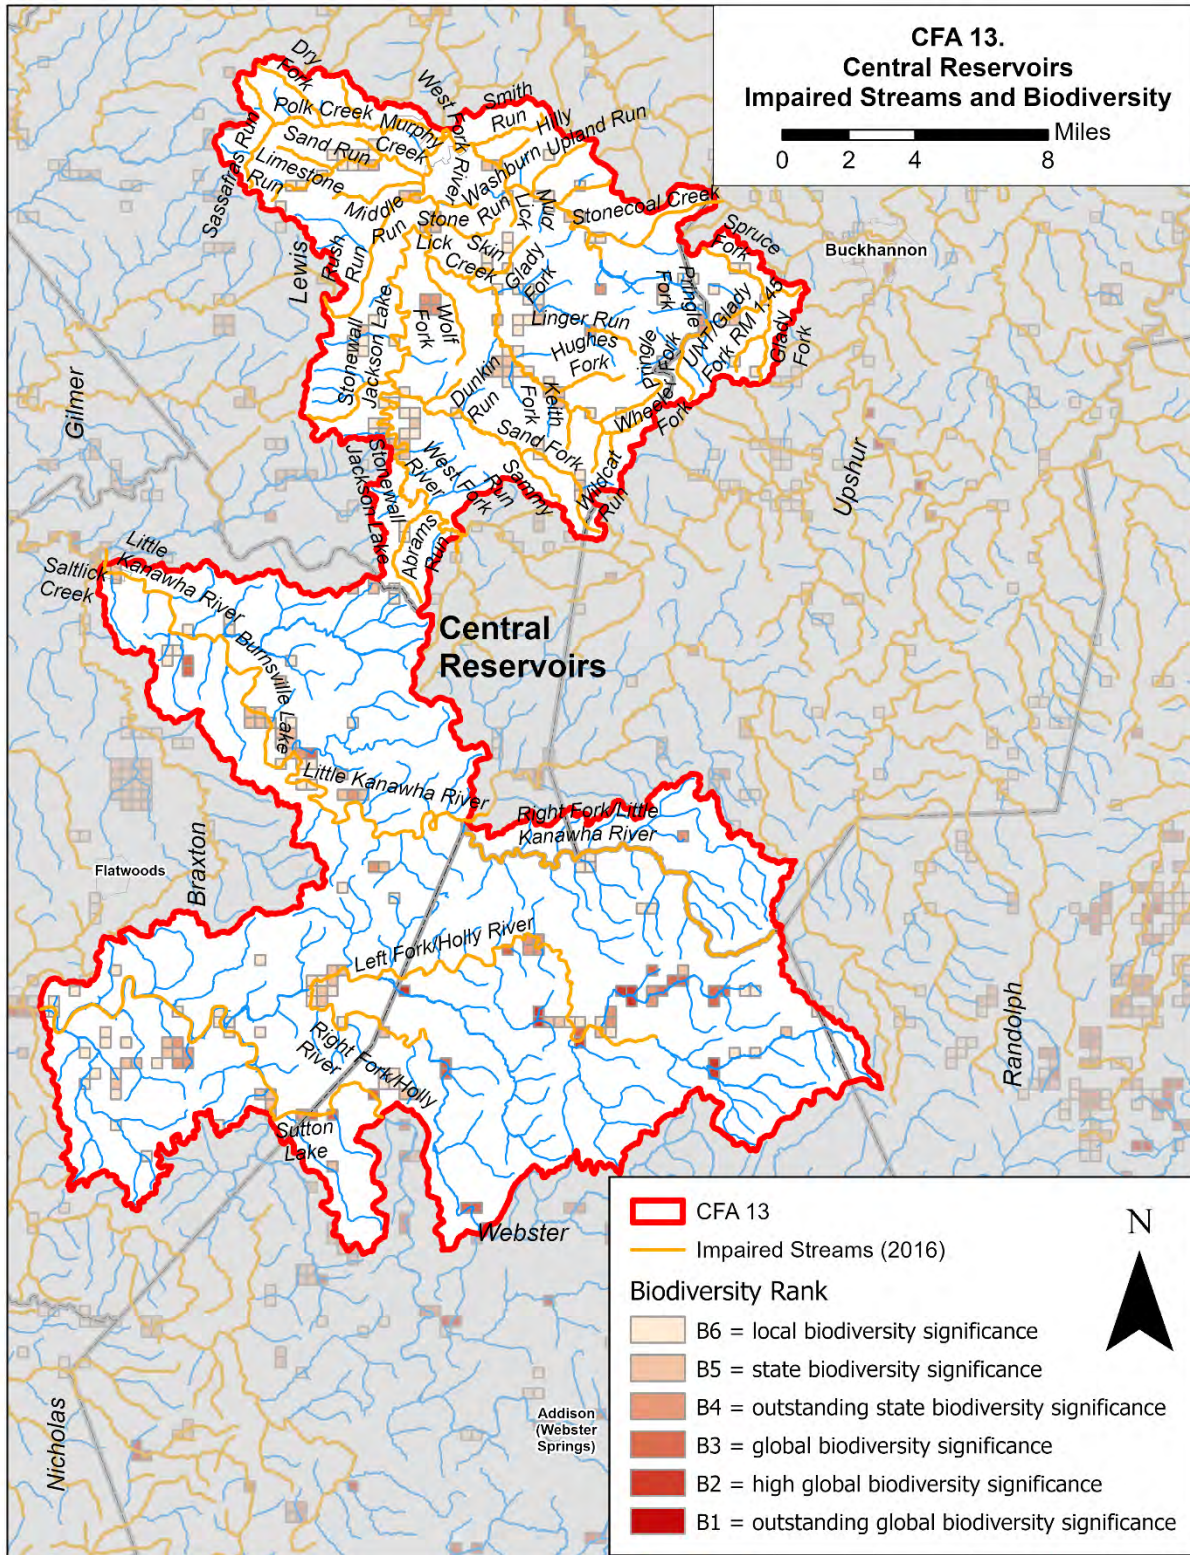 CFA 13.
Central Reservoirs
Impaired Streams and Biodiversity
Miles
0 2 4 8
Dry
Fork
Polk Creek
Murphy
Creek
West Fork
River
Smith
Run
Hilly
Upland Run
Sand Run
Sassafras Run
Limestone
Run
Washburn
Run
Middle
Run
Stone
Lick
Lick
Mud
Stonecoal Creek
Skin
Creek
Glady
Fork
Rush
Run
Lewis
Spruce
Fork
Buckhannon
Pringle
Fork
UNT/Glady
Fork RM 1.45
Glady
Fork
Stonewall
Jackson Lake
Wolf
Fork
Linger Run
Hughes
Fork
Pringle
Fork
Dunkin
Run
Keith
Fork
Wheeler
Fork
Gilmer
Sand Fork
Wildcat
Run
Sammy
Run
West Fork
River
Stonewall
Jackson Lake
Abrams
Run
Upshur
Little
Kanawha River
Saltlick
Creek
Central
Reservoirs
Burnsville
Lake
Little Kanawha River
Right Fork/Little
Kanawha River
Flatwoods
Braxton
Left Fork/Holly River
Right Fork/Holly
River
Randolph
Sutton
Lake
Webster
Addison
(Webster
Springs)
Nicholas
CFA 13
Impaired Streams (2016)
Biodiversity Rank
B6 = local biodiversity significance
B5 = state biodiversity significance
B4 = outstanding state biodiversity significance
B3 = global biodiversity significance
B2 = high global biodiversity significance
B1 = outstanding global biodiversity significance
N